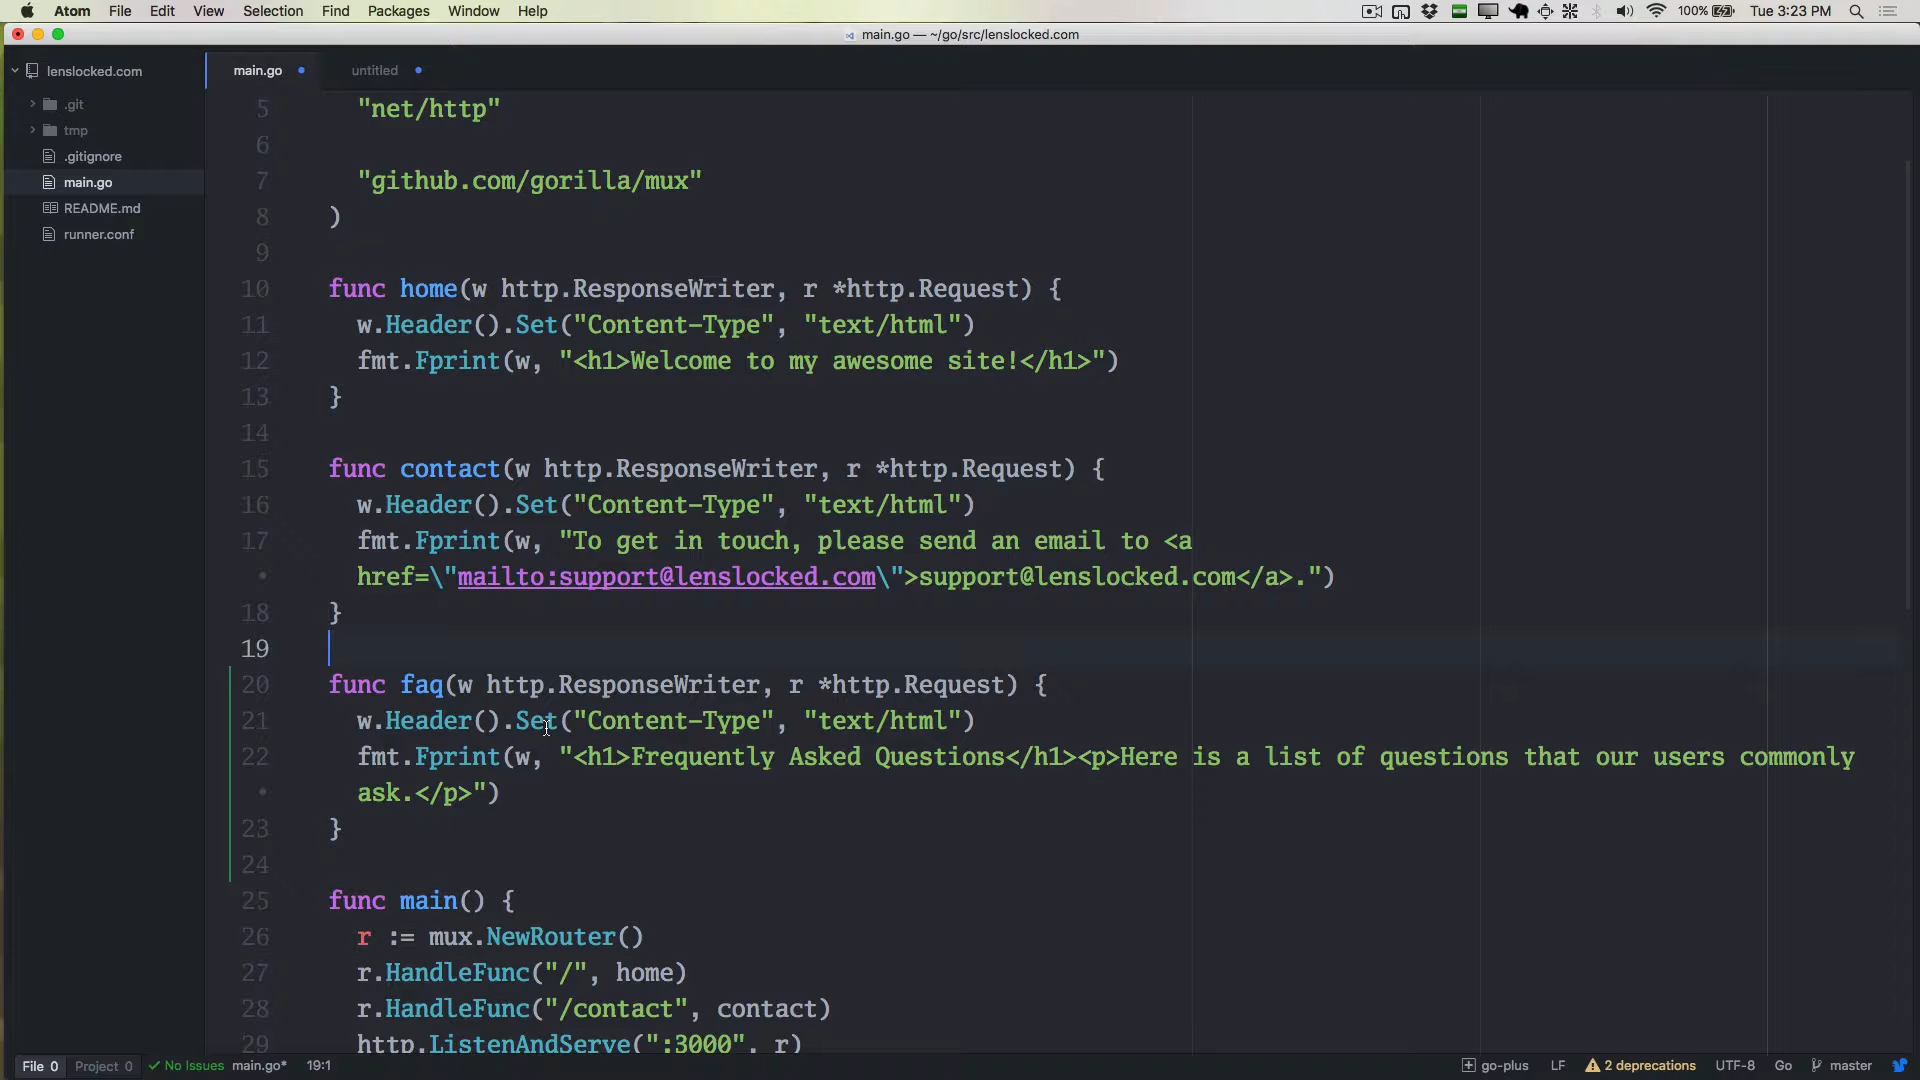 Atom File Edit View Selection Find Packages Window Help 100% Tue 3:23 PM
main.go — ~/go/src/lenslocked.com
lenslocked.com
.git
tmp
.gitignore
main.go
README.md
runner.conf
main.go untitled
5 "net/http"
6
7 "github.com/gorilla/mux"
8 )
9
10 func home(w http.ResponseWriter, r *http.Request) {
11 w.Header().Set("Content-Type", "text/html")
12 fmt.Fprint(w, "<h1>Welcome to my awesome site!</h1>")
13 }
14
15 func contact(w http.ResponseWriter, r *http.Request) {
16 w.Header().Set("Content-Type", "text/html")
17 fmt.Fprint(w, "To get in touch, please send an email to <a
• href=\"mailto:support@lenslocked.com\">support@lenslocked.com</a>.")
18 }
19
20 func faq(w http.ResponseWriter, r *http.Request) {
21 w.Header().Set("Content-Type", "text/html")
22 fmt.Fprint(w, "<h1>Frequently Asked Questions</h1><p>Here is a list of questions that our users commonly
• ask.</p>")
23 }
24
25 func main() {
26 r := mux.NewRouter()
27 r.HandleFunc("/", home)
28 r.HandleFunc("/contact", contact)
29 http.ListenAndServe(":3000", r)
File 0 Project 0 No Issues main.go* 19:1 go-plus LF 2 deprecations UTF-8 Go master